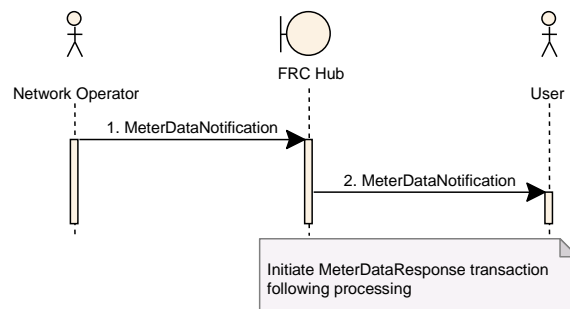 FRC Hub
Network Operator
User
1. MeterDataNotification
2. MeterDataNotification
Initiate MeterDataResponse transaction
following processing